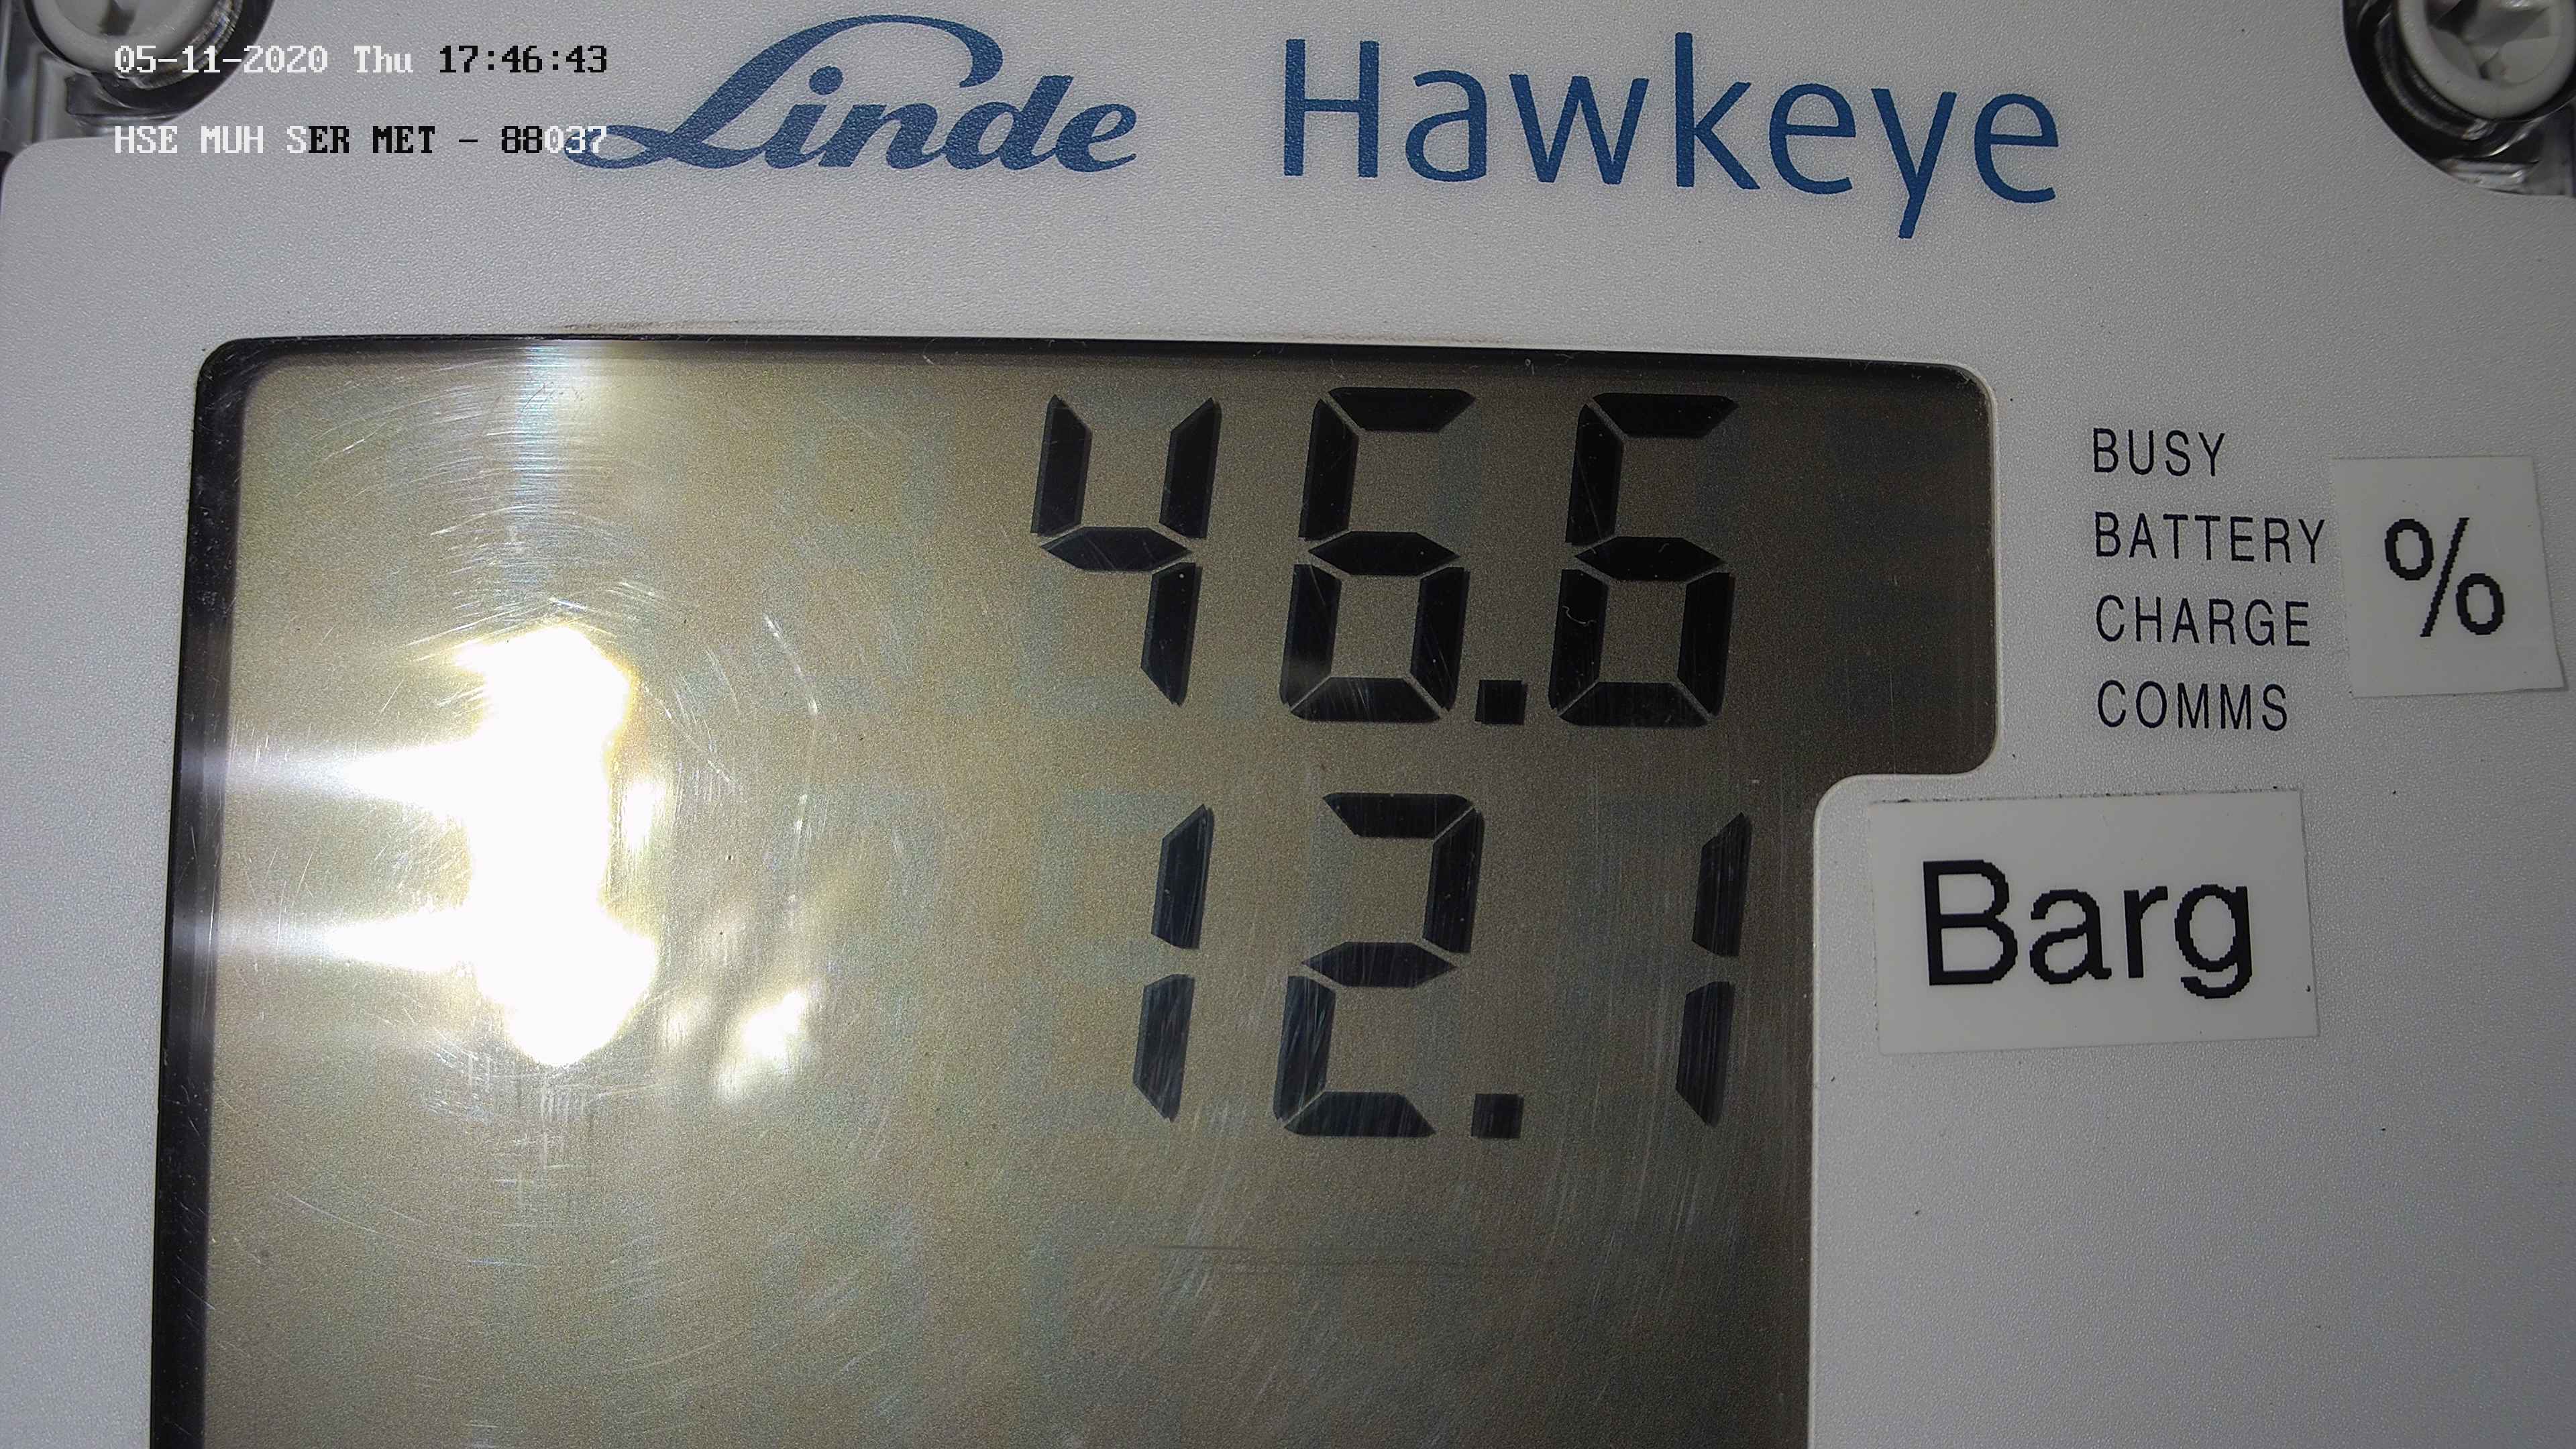 05-11-2020 Thu 17:46:43
HSE MUH SER MET - 88037
Linde Hawkeye
46.6
BUSY
BATTERY
CHARGE
COMMS
%
12.1
Barg